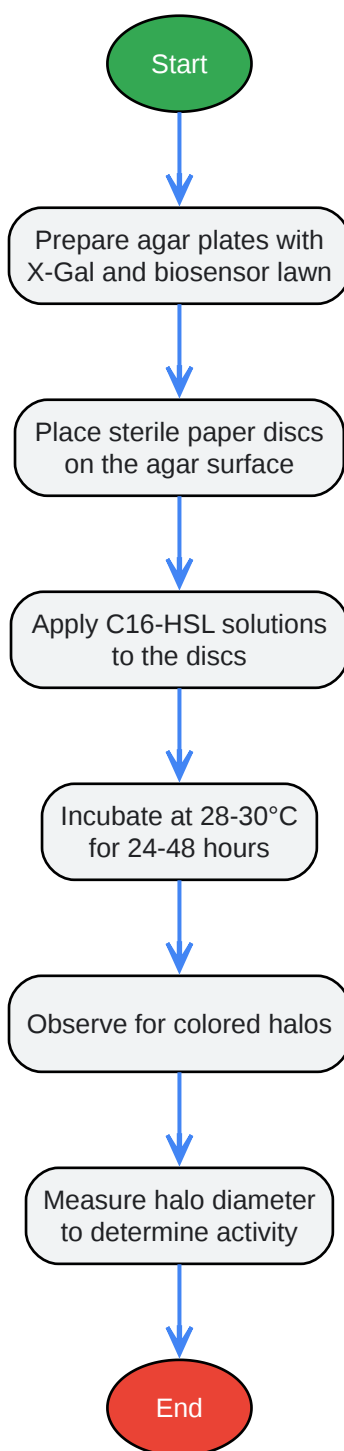 Start
Prepare agar plates with
X-Gal and biosensor lawn
Place sterile paper discs
on the agar surface
Apply C16-HSL solutions
to the discs
Incubate at 28-30°C
for 24-48 hours
Observe for colored halos
Measure halo diameter
to determine activity
End